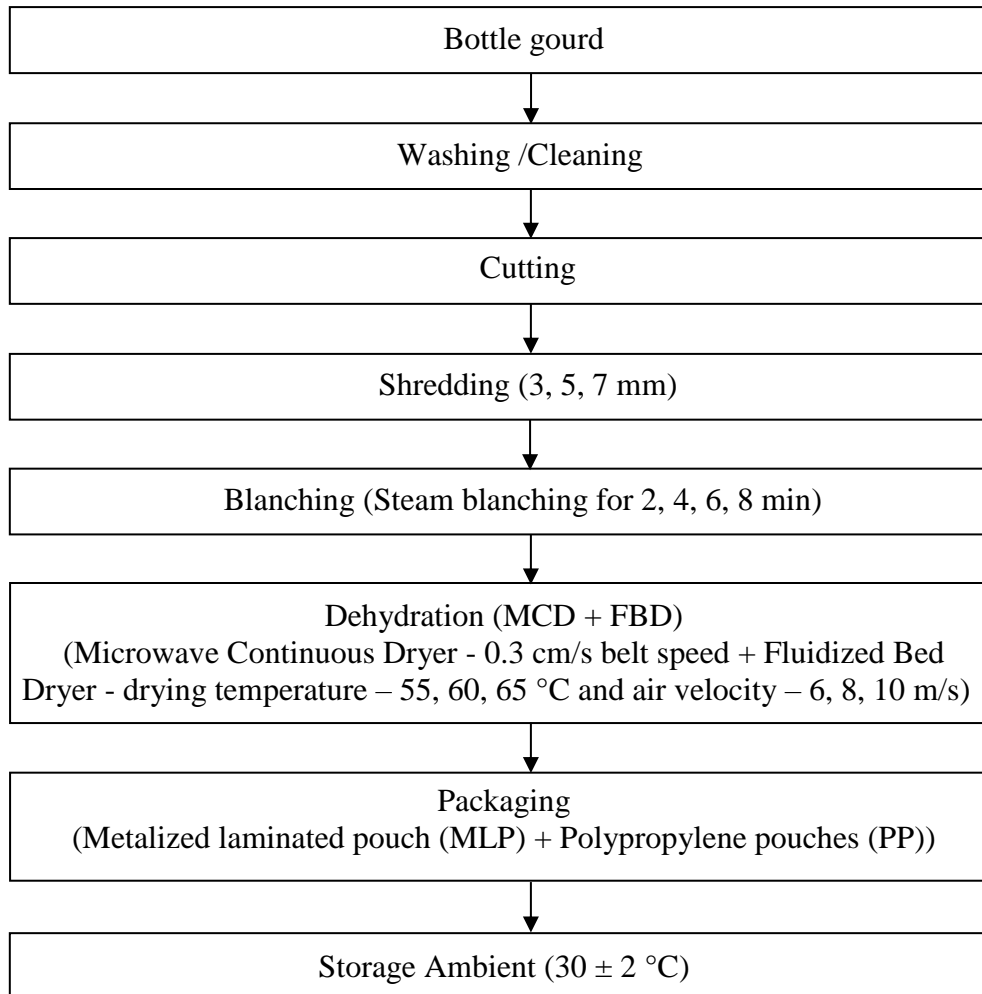 Bottle gourd
Washing /Cleaning
Cutting
Shredding (3, 5, 7 mm)
Blanching (Steam blanching for 2, 4, 6, 8 min)
Dehydration (MCD + FBD)
(Microwave Continuous Dryer - 0.3 cm/s belt speed + Fluidized Bed
Dryer - drying temperature – 55, 60, 65 °C and air velocity – 6, 8, 10 m/s)
Packaging
(Metalized laminated pouch (MLP) + Polypropylene pouches (PP))
Storage Ambient (30 ± 2 °C)